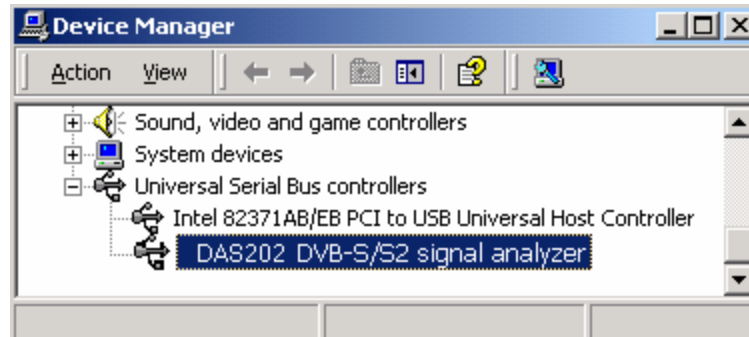 Device Manager
Action View
Sound, video and game controllers
System devices
Universal Serial Bus controllers
Intel 82371AB/EB PCI to USB Universal Host Controller
DAS202 DVB-S/S2 signal analyzer